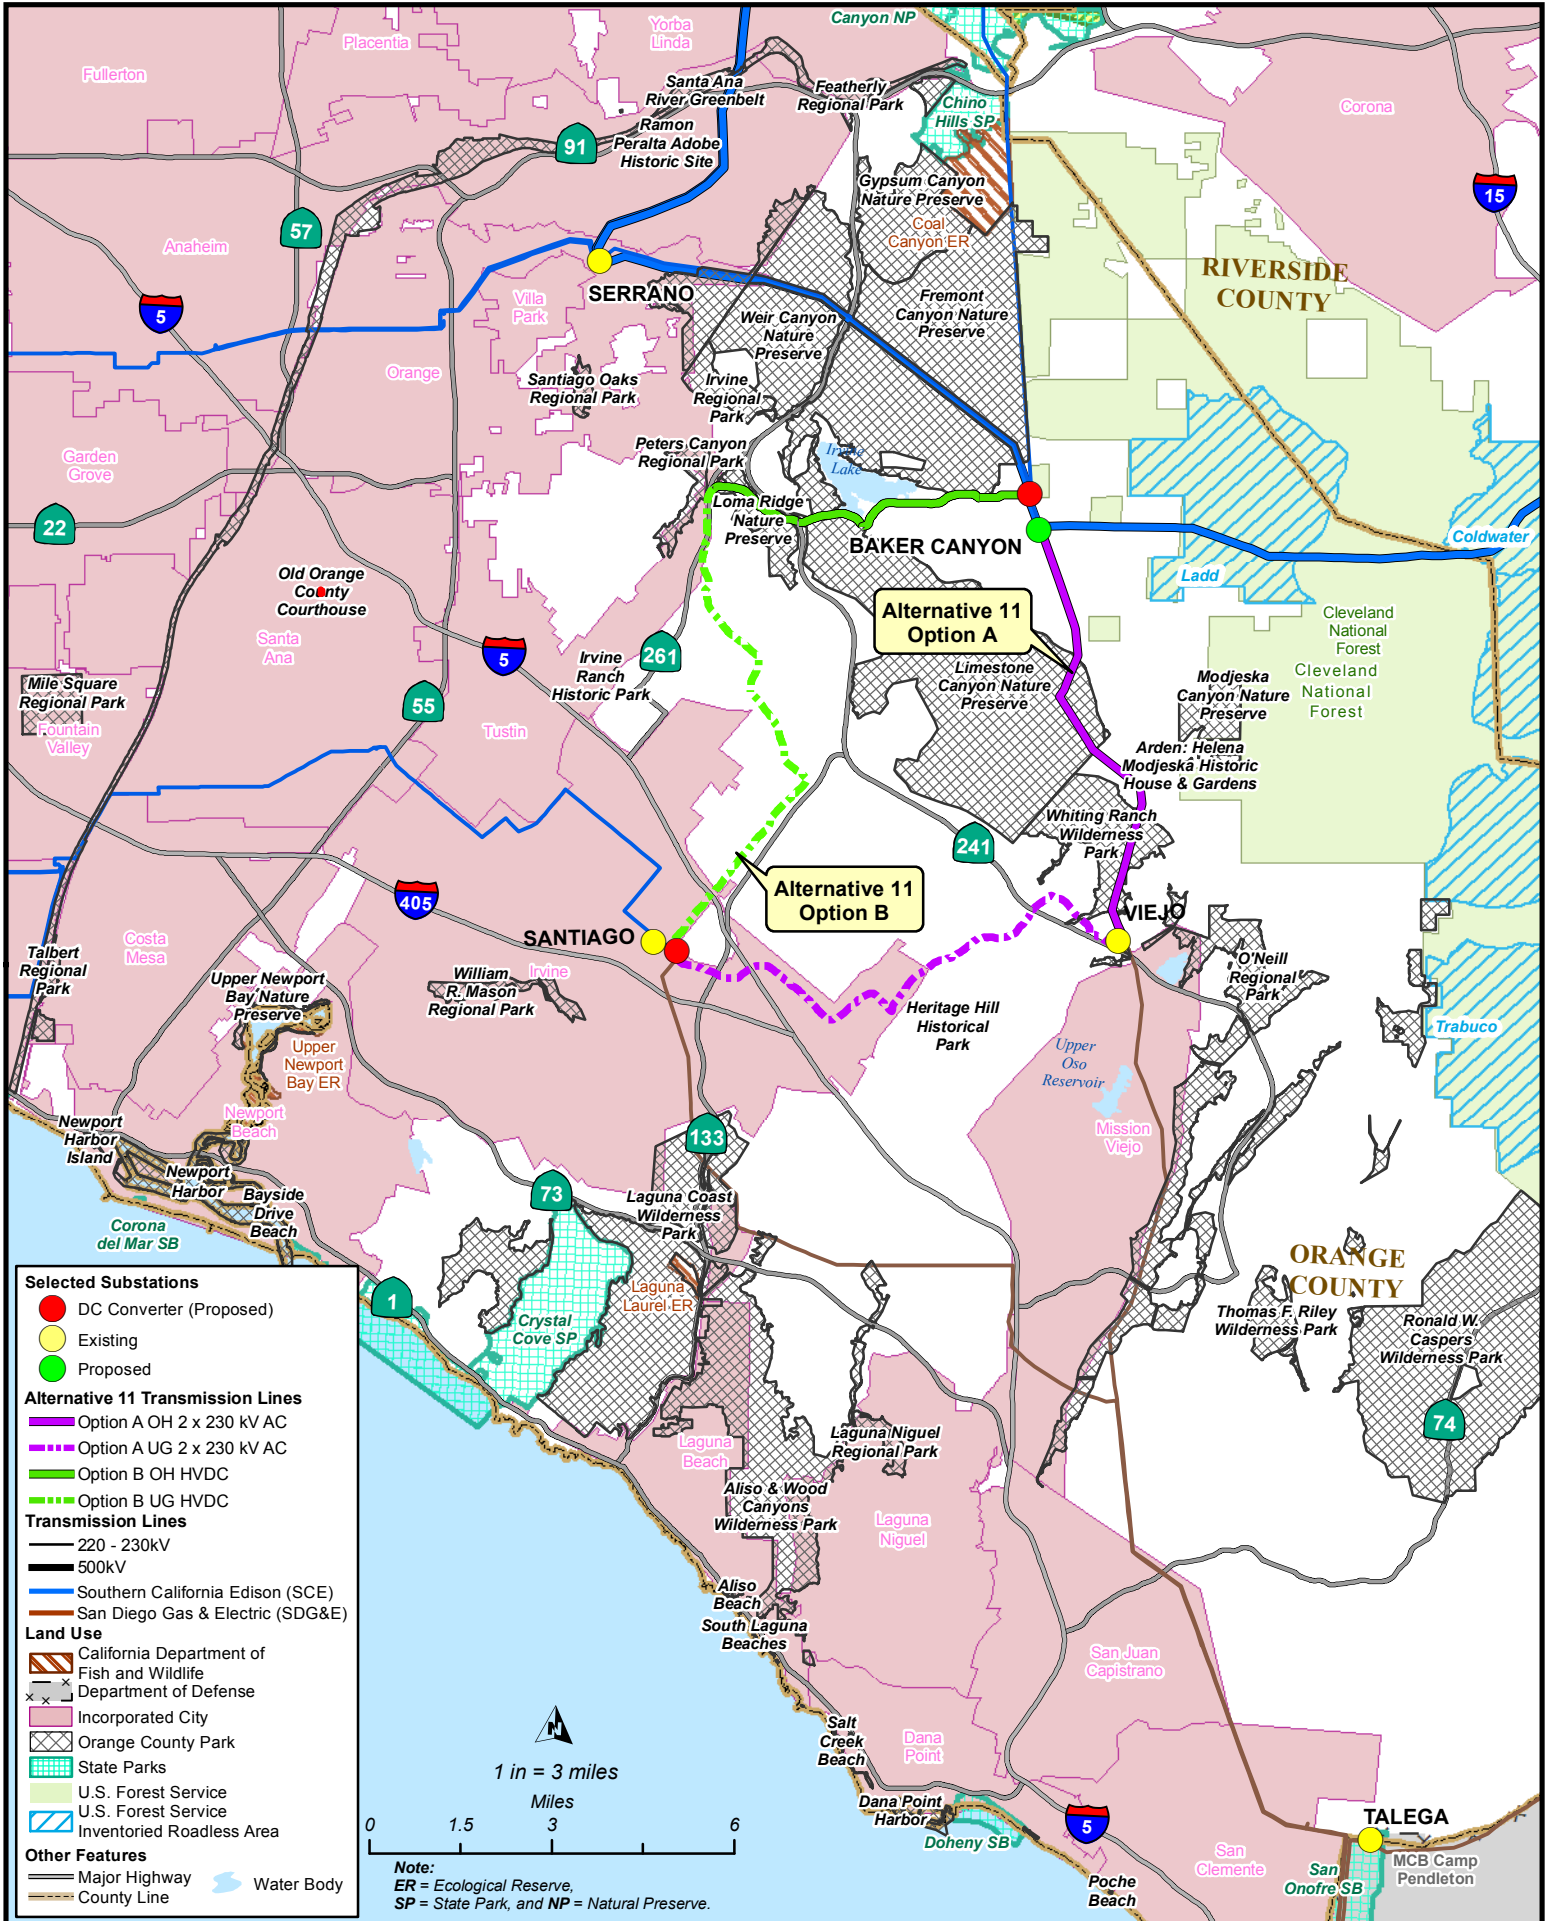 Canyon NP
Yorba
Linda
Placentia
Fullerton
Santa Ana
River Greenbelt
Featherly
Regional Park
Chino
Hills SP
Corona
91
Ramon
Peralta Adobe
Historic Site
15
Gypsum Canyon
Nature Preserve
57
Anaheim
Coal
Canyon ER
RIVERSIDE
COUNTY
5
SERRANO
Villa
Park
Weir Canyon
Nature
Preserve
Fremont
Canyon Nature
Preserve
Orange
Santiago Oaks
Regional Park
Irvine
Regional
Park
Garden
Grove
Peters Canyon
Regional Park
Irvine
Lake
22
Loma Ridge
Nature
Preserve
BAKER CANYON
Coldwater
Ladd
Old Orange
County
Courthouse
Alternative 11
Option A
Cleveland
National
Forest
Santa
Ana
5
261
Irvine
Ranch
Historic Park
Limestone
Canyon Nature
Preserve
Modjeska
Canyon Nature
Preserve
Cleveland
National
Forest
Mile Square
Regional Park
55
Fountain
Valley
Tustin
Arden: Helena
Modjeska Historic
House & Gardens
Whiting Ranch
Wilderness
Park
241
Alternative 11
Option B
405
VIEJO
SANTIAGO
Costa
Mesa
Talbert
Regional
Park
Upper Newport
Bay Nature
Preserve
William
R. Mason
Regional Park
Irvine
O'Neill
Regional
Park
Heritage Hill
Historical
Park
Trabuco
Upper
Newport
Bay ER
Upper
Oso
Reservoir
Newport
Beach
Newport
Harbor
Island
133
Mission
Viejo
Newport
Harbor
Bayside
Drive
Beach
73
Laguna Coast
Wilderness
Park
Corona
del Mar SB
ORANGE
COUNTY
1
Laguna
Laurel ER
Crystal
Cove SP
Thomas F. Riley
Wilderness Park
Ronald W.
Caspers
Wilderness Park
74
Laguna
Beach
Laguna Niguel
Regional Park
Aliso & Wood
Canyons
Wilderness Park
Laguna
Niguel
Aliso
Beach
South Laguna
Beaches
San Juan
Capistrano
Salt
Creek
Beach
Dana
Point
Dana Point
Harbor
Doheny SB
5
TALEGA
San
Clemente
San
Onofre SB
MCB Camp
Pendleton
Poche
Beach
Selected Substations
DC Converter (Proposed)
Existing
Proposed
Alternative 11 Transmission Lines
Option A OH 2 x 230 kV AC
Option A UG 2 x 230 kV AC
Option B OH HVDC
Option B UG HVDC
Transmission Lines
220 - 230kV
500kV
Southern California Edison (SCE)
San Diego Gas & Electric (SDG&E)
Land Use
California Department of
Fish and Wildlife
Department of Defense
Incorporated City
Orange County Park
State Parks
U.S. Forest Service
U.S. Forest Service
Inventoried Roadless Area
Other Features
Major Highway
County Line
Water Body
N
1 in = 3 miles
Miles
0 1.5 3 6
Note:
ER = Ecological Reserve,
SP = State Park, and NP = Natural Preserve.